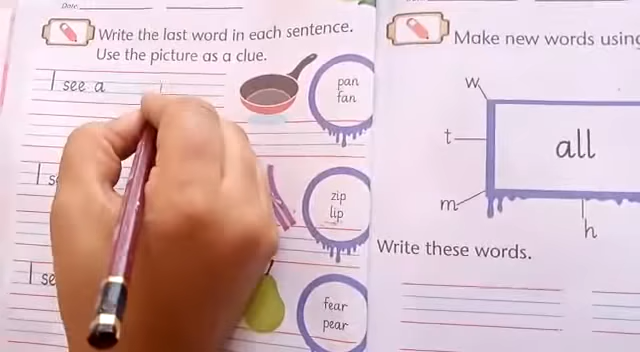 Date:
Write the last word in each sentence.
Use the picture as a clue.
I see a
pan
fan
I s
zip
lip
I se
fear
pear
Make new words using
w
t
all
m
h
Write these words.